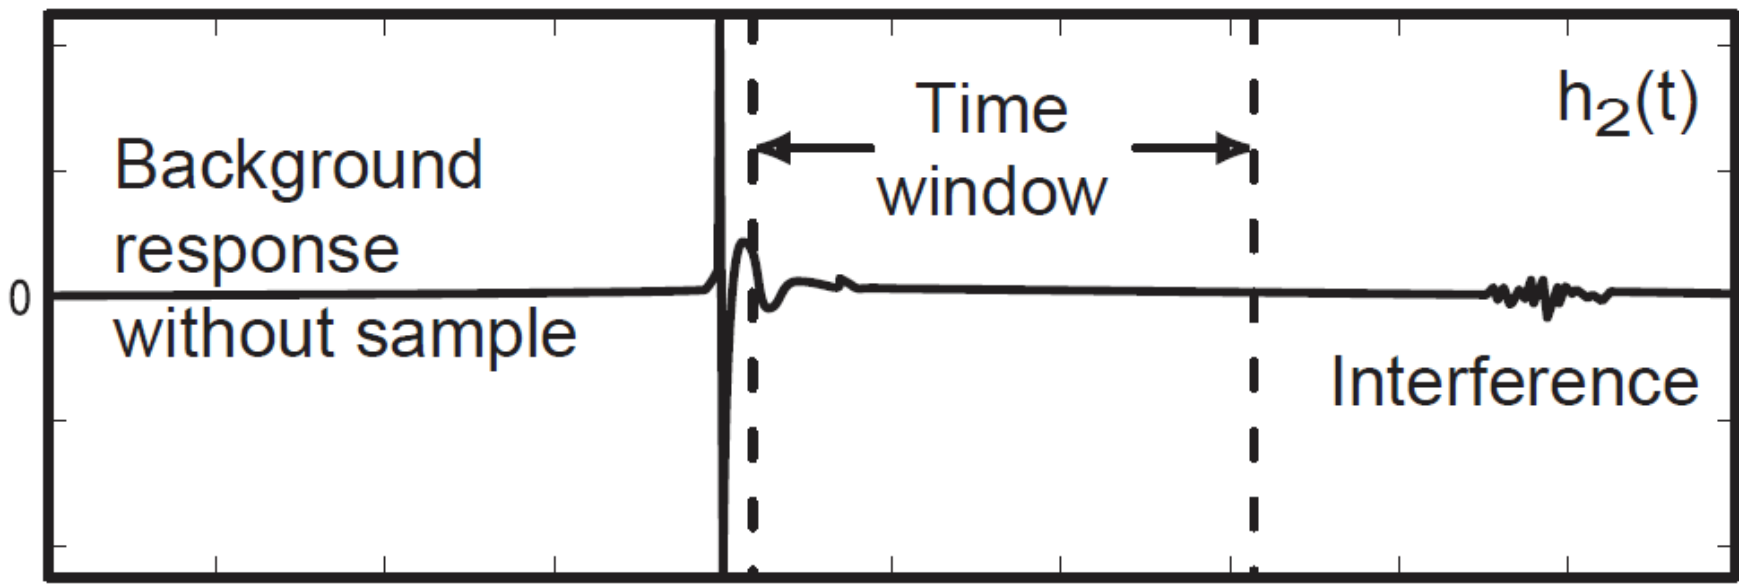 Time
h₂(t)
Background
window
response
0
without sample
Interference